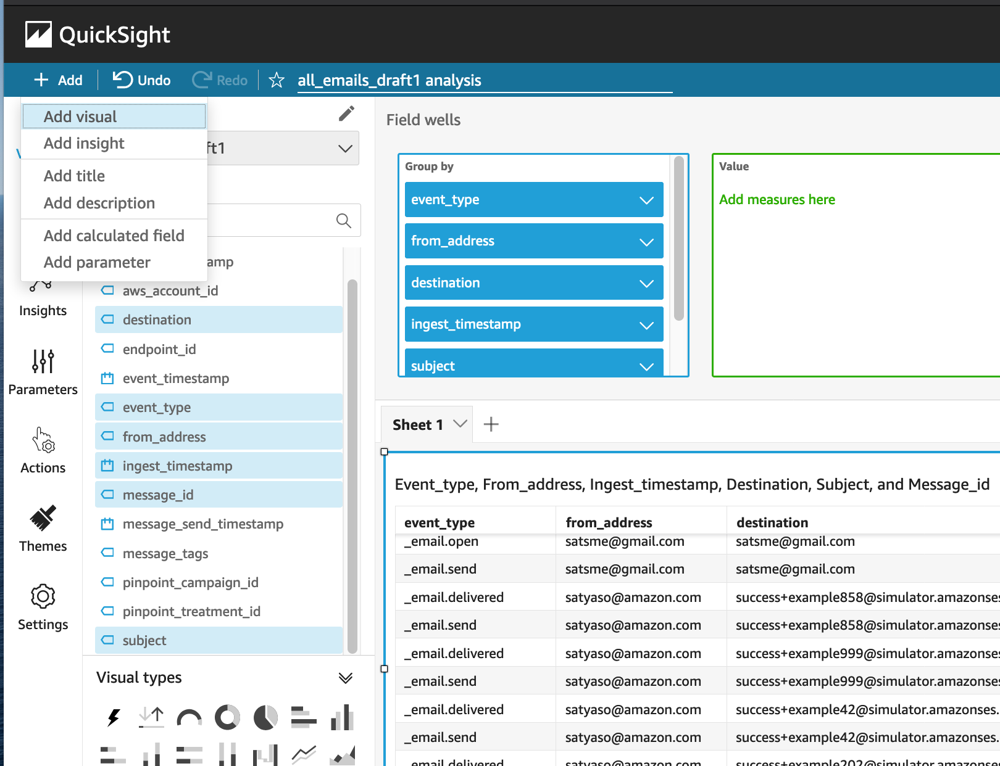 QuickSight
Add
Undo
Redo
all_emails_draft1 analysis
Add visual
Add insight
Add title
Add description
Add calculated field
Add parameter
ft1
amp
aws_account_id
destination
endpoint_id
event_timestamp
event_type
from_address
ingest_timestamp
message_id
message_send_timestamp
message_tags
pinpoint_campaign_id
pinpoint_treatment_id
subject
Insights
Parameters
Actions
Themes
Settings
Visual types
Field wells
Group by
event_type
from_address
destination
ingest_timestamp
subject
Value
Add measures here
Sheet 1
Event_type, From_address, Ingest_timestamp, Destination, Subject, and Message_id
event_type from_address destination
_email.open satsme@gmail.com satsme@gmail.com
_email.send satsme@gmail.com satsme@gmail.com
_email.delivered satyaso@amazon.com success+example858@simulator.amazonses
_email.send satyaso@amazon.com success+example858@simulator.amazonses
_email.delivered satyaso@amazon.com success+example999@simulator.amazonses
_email.send satyaso@amazon.com success+example999@simulator.amazonses
_email.delivered satyaso@amazon.com success+example42@simulator.amazonses.
_email.send satyaso@amazon.com success+example42@simulator.amazonses.
_email.delivered satyaso@amazon.com success+example202@simulator.amazonses